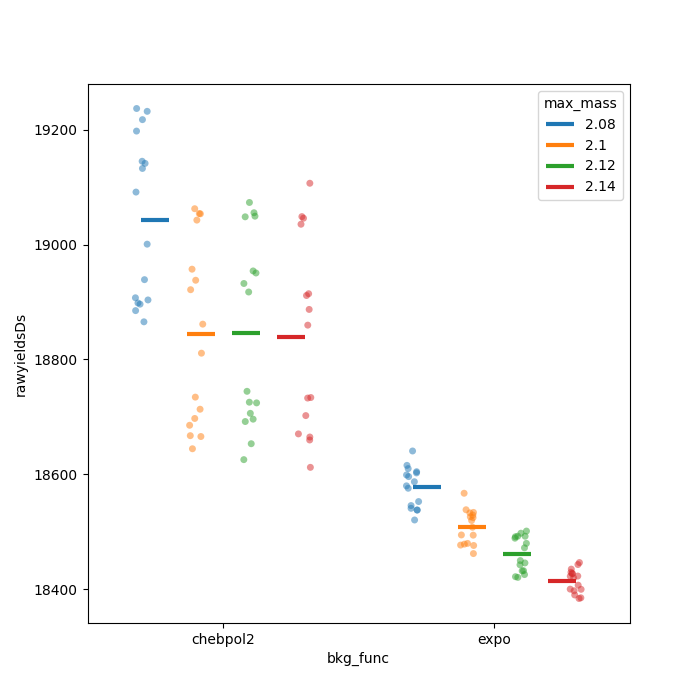 max_mass
2.08
2.1
2.12
2.14
19200
19000
18800
18600
18400
rawyieldsDs
chebpol2
expo
bkg_func